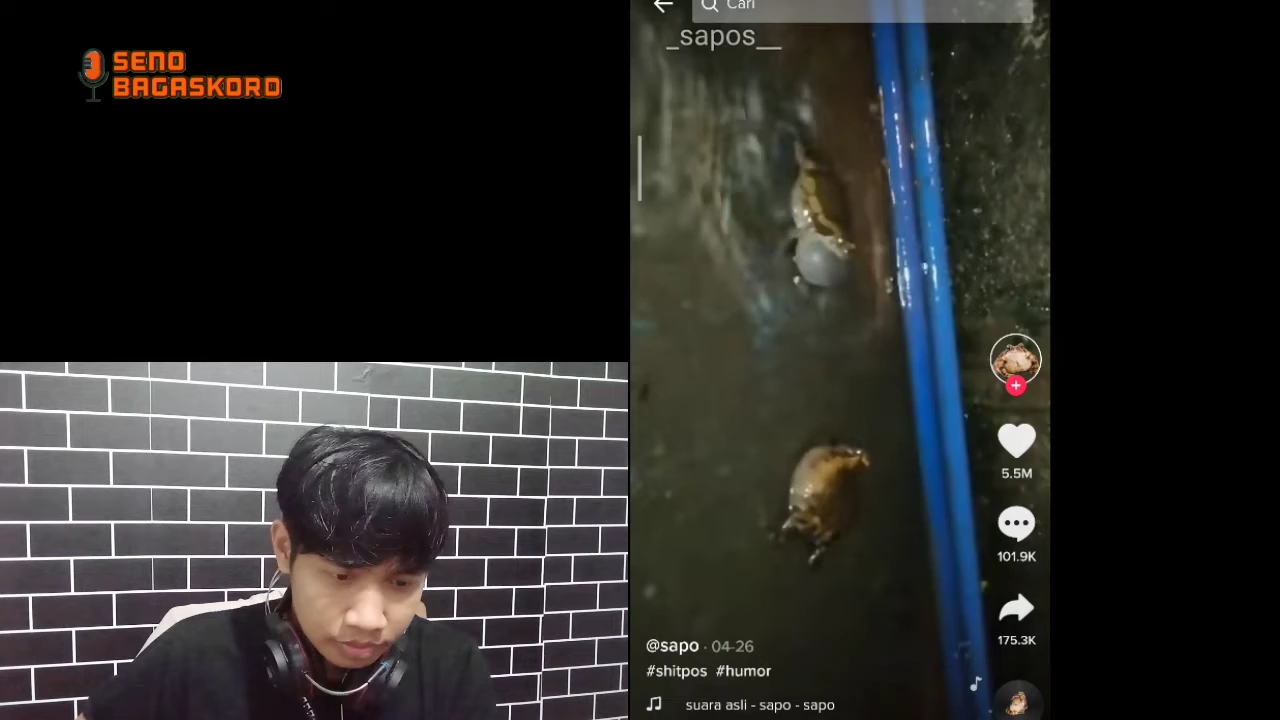 SENO
BAGASKORO
Cari
_sapos__
5.5M
101.9K
175.3K
@sapo · 04-26
#shitpos #humor
suara asli - sapo - sapo